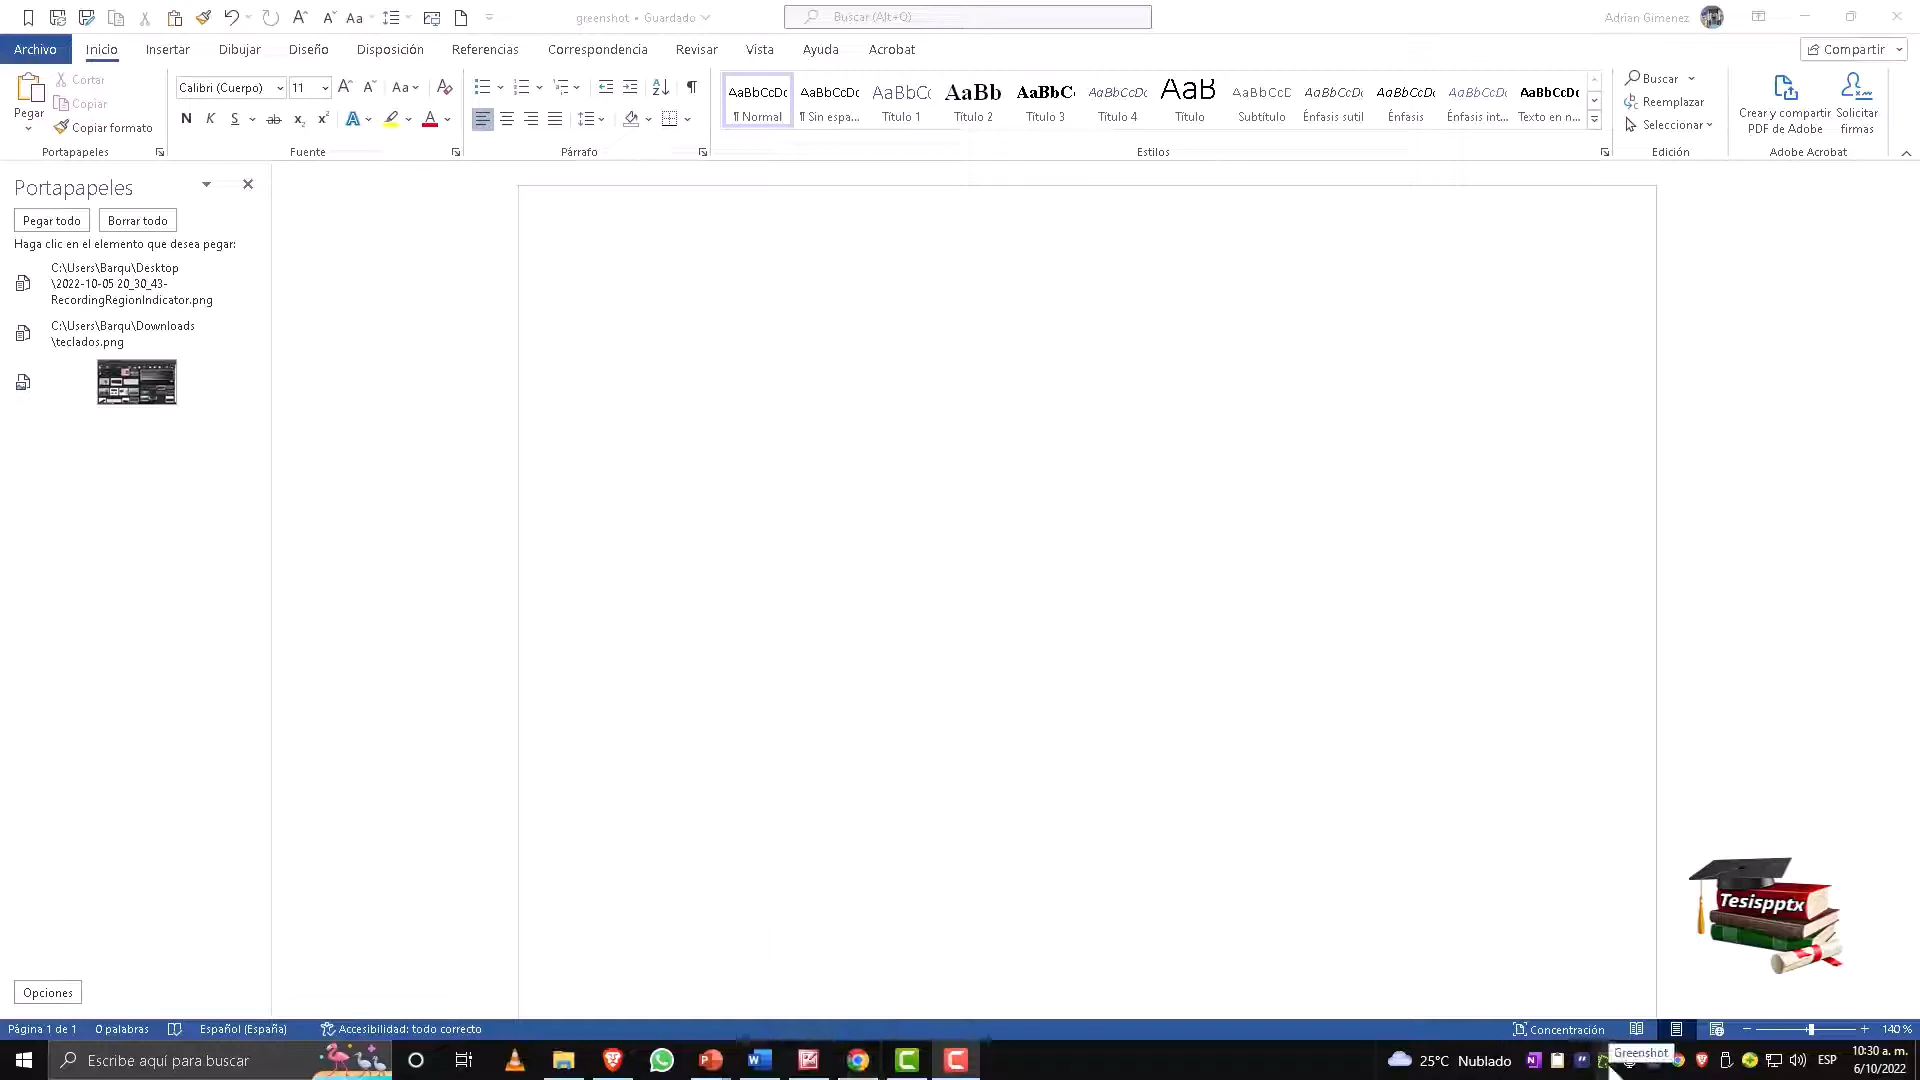 greenshot • Guardado
Buscar (Alt+Q)
Adrian Gimenez
Archivo Inicio Insertar Dibujar Diseño Disposición Referencias Correspondencia Revisar Vista Ayuda Acrobat
Compartir
Pegar
Cortar
Copiar
Copiar formato
Portapapeles
Calibri (Cuerpo) 11
Aa
N K S ab x₂ x²
Fuente
Párrafo
AaBbCcDc AaBbCcDc AaBbC( AaBb AaBbC: AaBbCcDc AaB AaBbCcD AaBbCcDc AaBbCcDc AaBbCcDc AaBbCcDc
¶ Normal ¶ Sin espa... Título 1 Título 2 Título 3 Título 4 Título Subtítulo Énfasis sutil Énfasis Énfasis int... Texto en n...
Estilos
Buscar
Reemplazar
Seleccionar
Edición
Crear y compartir
PDF de Adobe
Solicitar
firmas
Adobe Acrobat
Portapapeles
Pegar todo Borrar todo
Haga clic en el elemento que desea pegar:
C:\Users\Barqu\Desktop
\2022-10-05 20_30_43-
RecordingRegionIndicator.png
C:\Users\Barqu\Downloads
\teclados.png
Opciones
Tesispptx
Página 1 de 1 0 palabras Español (España) Accesibilidad: todo correcto
Concentración
140 %
Escribe aquí para buscar
25°C Nublado
Greenshot
ESP
10:30 a. m.
6/10/2022